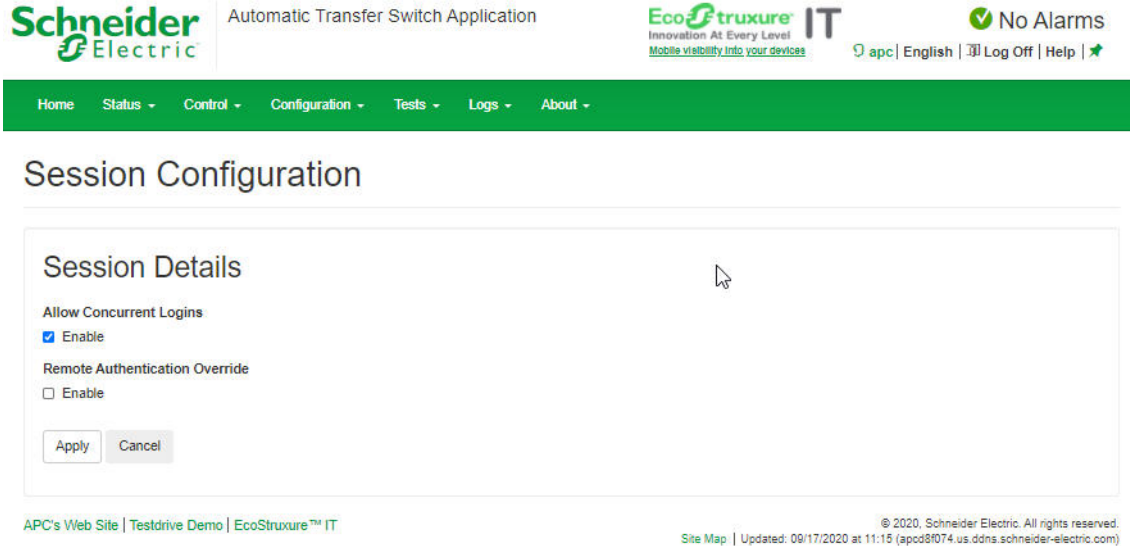 Schneider
Electric
Automatic Transfer Switch Application
EcoStruxure IT
Innovation At Every Level
Mobile visibility into your devices
No Alarms
apc | English | Log Off | Help |
Home Status Control Configuration Tests Logs About
Session Configuration
Session Details
Allow Concurrent Logins
Enable
Remote Authentication Override
Enable
Apply Cancel
APC's Web Site | Testdrive Demo | EcoStruxure™ IT
© 2020, Schneider Electric. All rights reserved.
Site Map | Updated: 09/17/2020 at 11:15 (apcd8f074.us.ddns.schneider-electric.com)